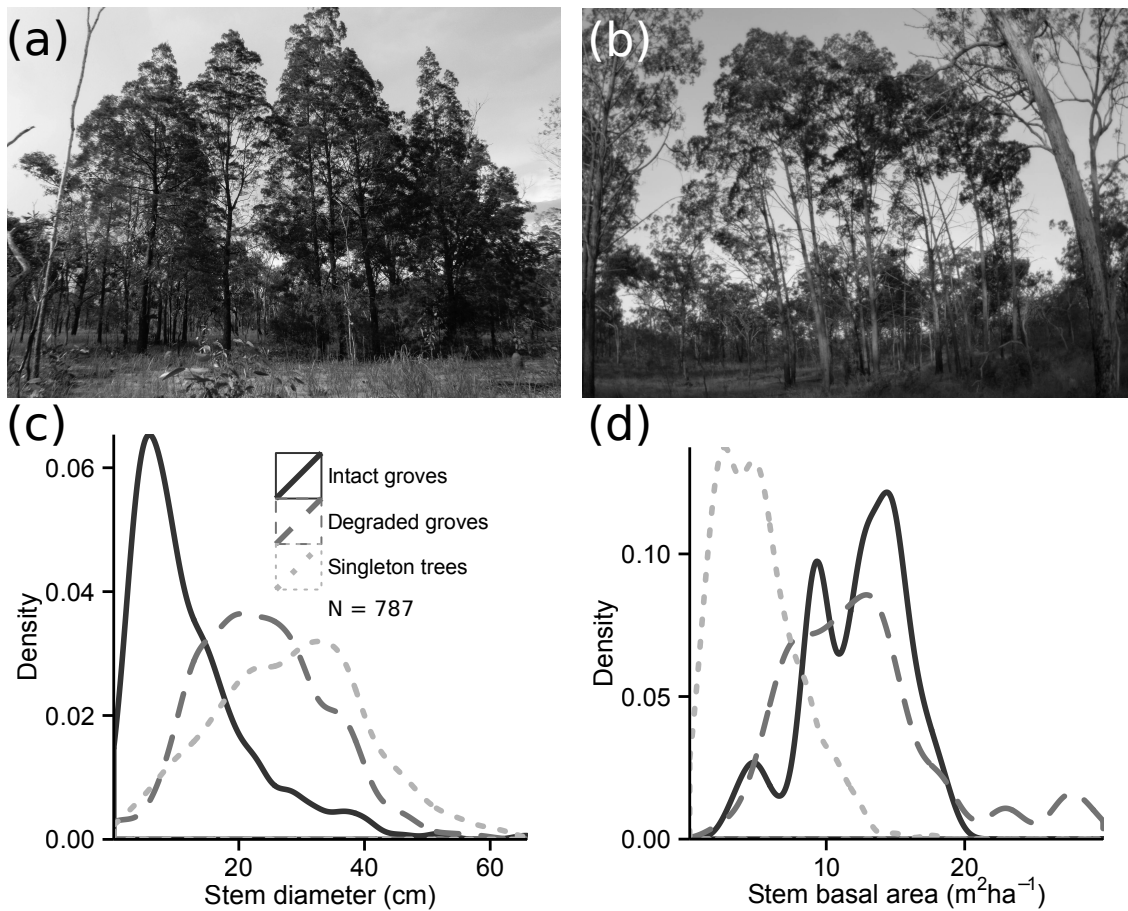 (a)
(b)
(c)
0.06
0.04
0.02
0.00
Density
20
40
60
Stem diameter (cm)
Intact groves
Degraded groves
Singleton trees
N = 787
(d)
0.10
0.05
0.00
Density
10
20
Stem basal area (m²ha⁻¹)